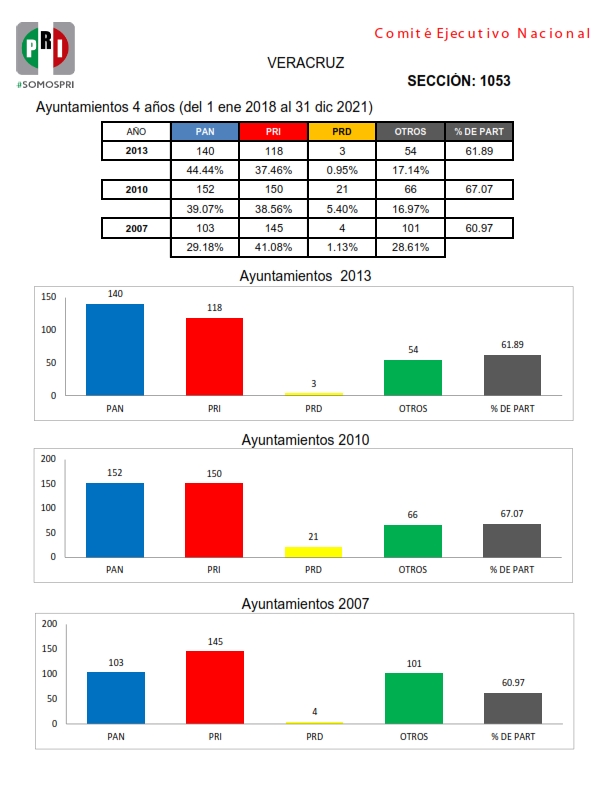 Comité Ejecutivo Nacional
PRI
#SOMOSPRI
VERACRUZ
SECCIÓN: 1053
Ayuntamientos 4 años (del 1 ene 2018 al 31 dic 2021)
AÑO PAN PRI PRD OTROS % DE PART
2013 140 118 3 54 61.89
44.44% 37.46% 0.95% 17.14%
2010 152 150 21 66 67.07
39.07% 38.56% 5.40% 16.97%
2007 103 145 4 101 60.97
29.18% 41.08% 1.13% 28.61%
Ayuntamientos 2013
150
100
50
0
140 118 3 54 61.89
PAN PRI PRD OTROS % DE PART
Ayuntamientos 2010
200
150
100
50
0
152 150 21 66 67.07
PAN PRI PRD OTROS % DE PART
Ayuntamientos 2007
200
150
100
50
0
103 145 4 101 60.97
PAN PRI PRD OTROS % DE PART